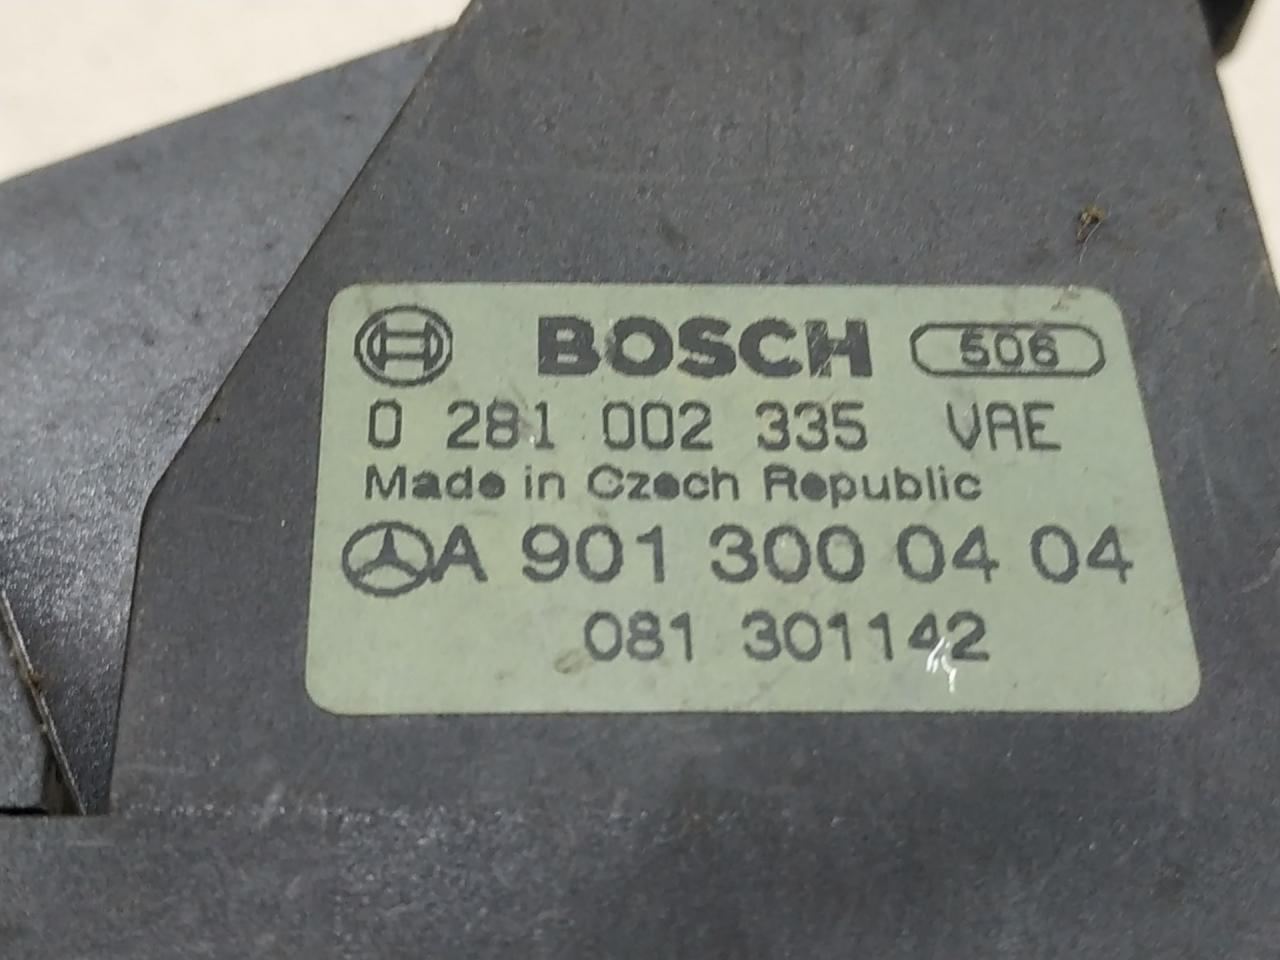 BOSCH 506
0 281 002 335 VAE
Made in Czech Republic
A 901 300 04 04
081 301142